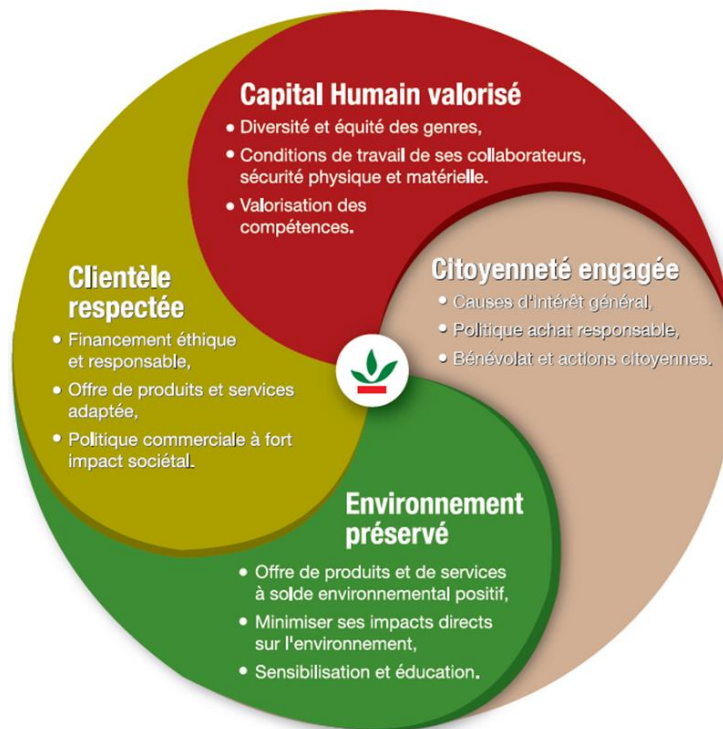 Capital Humain valorisé
• Diversité et équité des genres,
• Conditions de travail de ses collaborateurs,
sécurité physique et matérielle.
• Valorisation des
compétences.
Citoyenneté engagée
• Causes d'intérêt général,
• Politique achat responsable,
• Bénévolat et actions citoyennes.
Clientèle
respectée
• Financement éthique
et responsable,
• Offre de produits et services
adaptée,
• Politique commerciale à fort
impact sociétal.
Environnement
préservé
• Offre de produits et de services
à solde environnemental positif,
• Minimiser ses impacts directs
sur l'environnement,
• Sensibilisation et éducation.